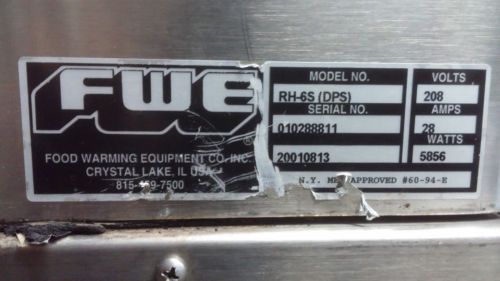 FWE
®
FOOD WARMING EQUIPMENT CO. INC.
CRYSTAL LAKE, IL USA
MODEL NO.
VOLTS
RH-6S (DPS)
208
SERIAL NO.
AMPS
010288811
28
WATTS
20010813
5856
N.Y. APPROVED #60-94-E